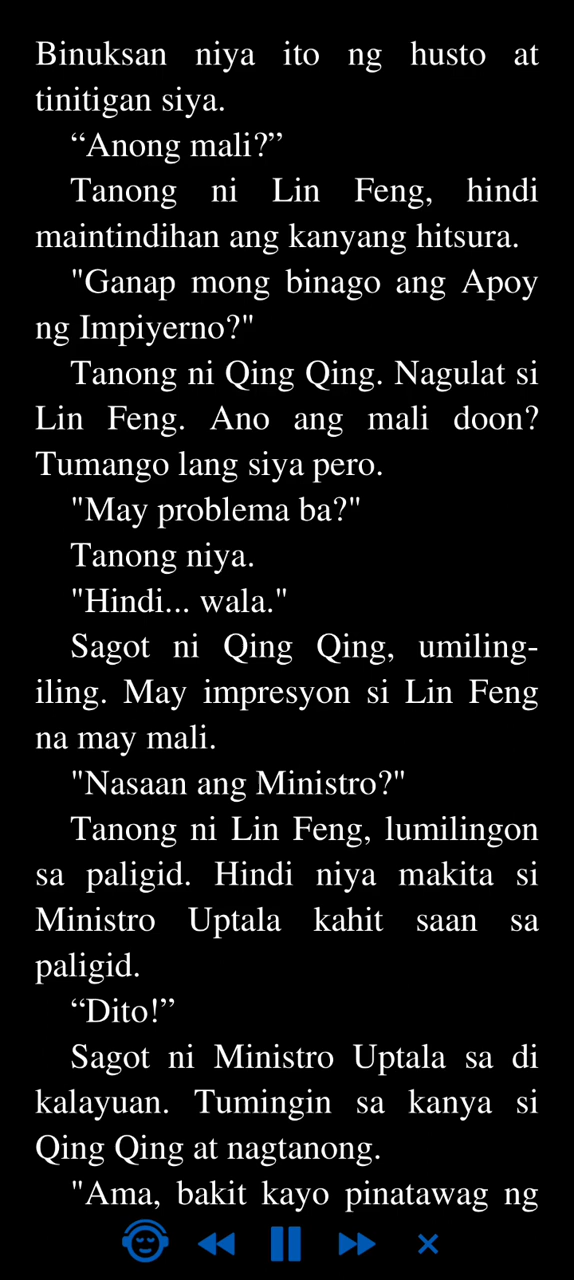 Binuksan niya ito ng husto at
tinitigan siya.
“Anong mali?”
Tanong ni Lin Feng, hindi
maintindihan ang kanyang hitsura.
"Ganap mong binago ang Apoy
ng Impiyerno?"
Tanong ni Qing Qing. Nagulat si
Lin Feng. Ano ang mali doon?
Tumango lang siya pero.
"May problema ba?"
Tanong niya.
"Hindi... wala."
Sagot ni Qing Qing, umiling-
iling. May impresyon si Lin Feng
na may mali.
"Nasaan ang Ministro?"
Tanong ni Lin Feng, lumilingon
sa paligid. Hindi niya makita si
Ministro Uptala kahit saan sa
paligid.
“Dito!”
Sagot ni Ministro Uptala sa di
kalayuan. Tumingin sa kanya si
Qing Qing at nagtanong.
"Ama, bakit kayo pinatawag ng